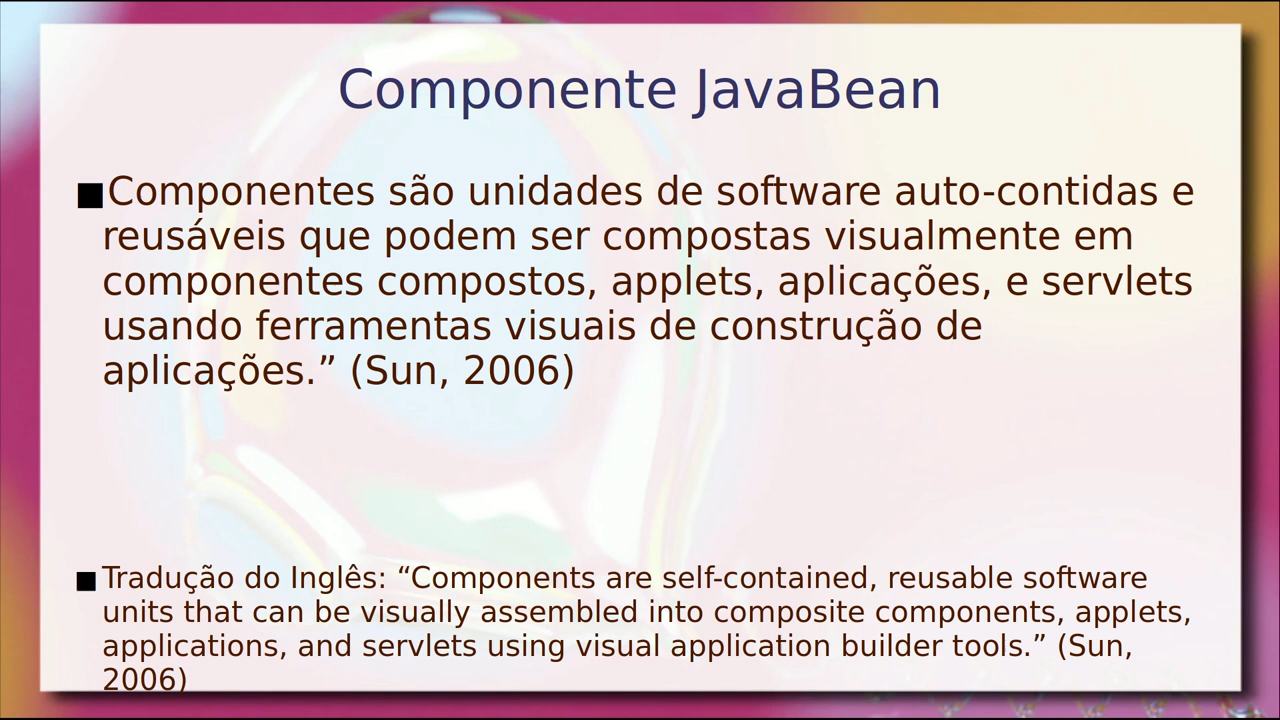 Componente JavaBean
■Componentes são unidades de software auto-contidas e
reusáveis que podem ser compostas visualmente em
componentes compostos, applets, aplicações, e servlets
usando ferramentas visuais de construção de
aplicações.” (Sun, 2006)
■Tradução do Inglês: “Components are self-contained, reusable software
units that can be visually assembled into composite components, applets,
applications, and servlets using visual application builder tools.” (Sun,
2006)